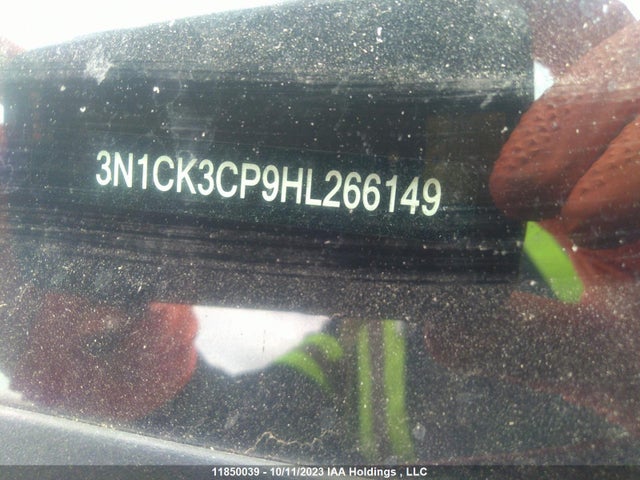 3N1CK3CP9HL266149
11850039 - 10/11/2023 IAA Holdings , LLC